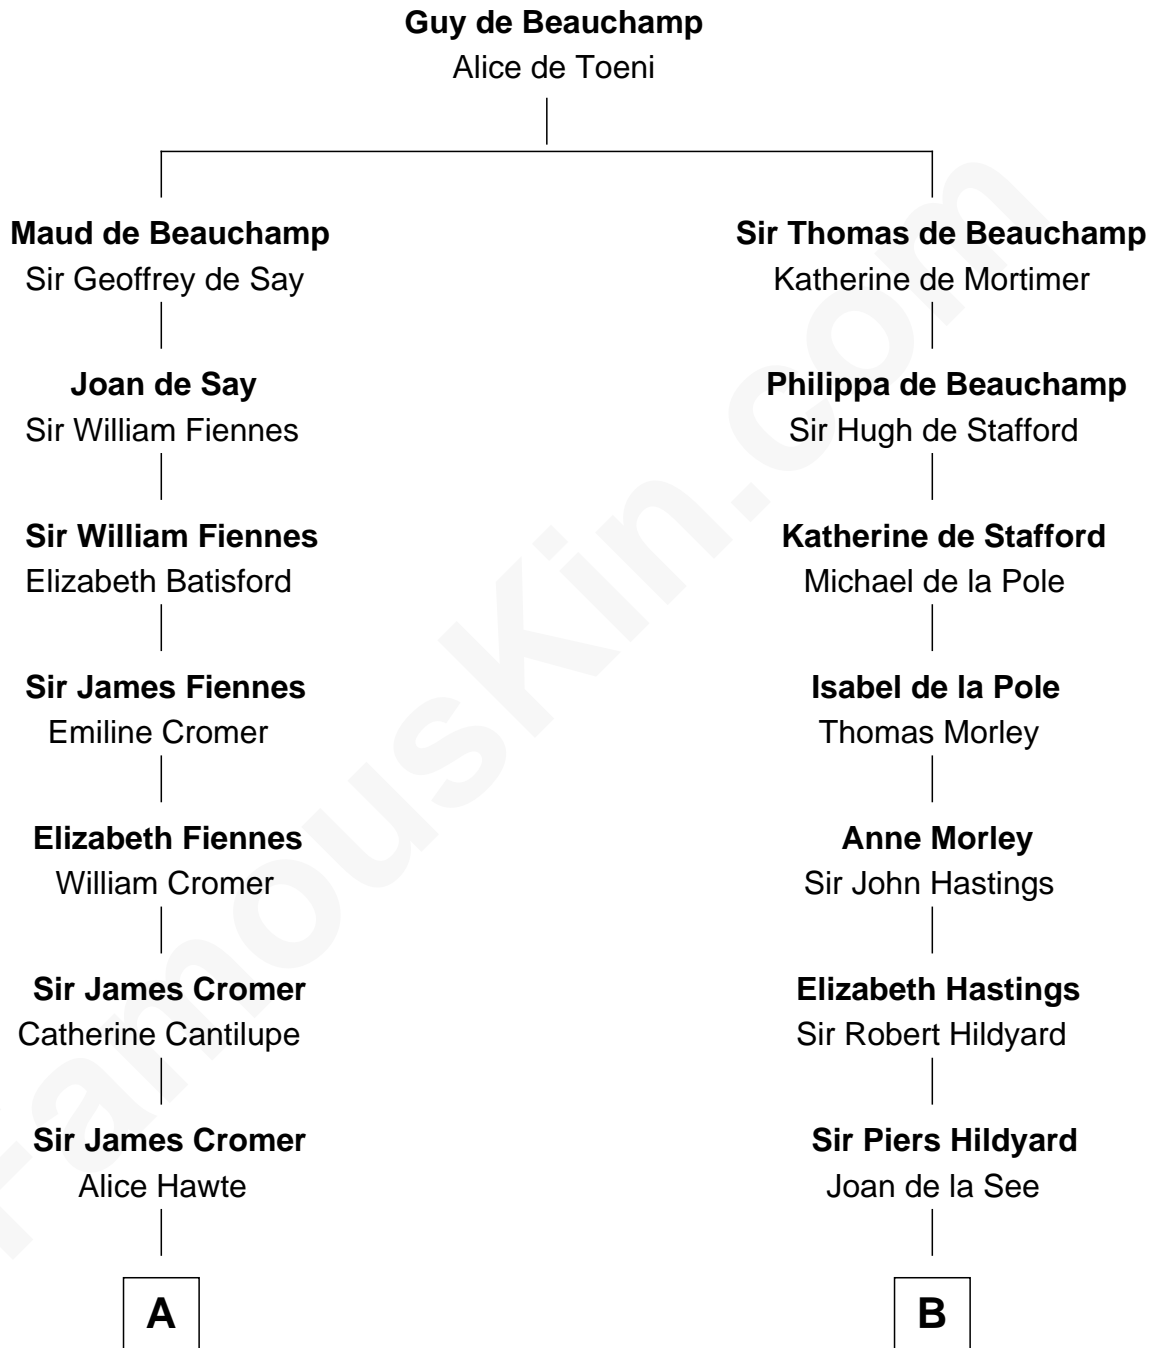 Guy de Beauchamp
Alice de Toeni
Maud de Beauchamp
Sir Geoffrey de Say
Sir Thomas de Beauchamp
Katherine de Mortimer
Joan de Say
Sir William Fiennes
Philippa de Beauchamp
Sir Hugh de Stafford
Sir William Fiennes
Elizabeth Batisford
Katherine de Stafford
Michael de la Pole
Sir James Fiennes
Emiline Cromer
Isabel de la Pole
Thomas Morley
Elizabeth Fiennes
William Cromer
Anne Morley
Sir John Hastings
Sir James Cromer
Catherine Cantilupe
Elizabeth Hastings
Sir Robert Hildyard
Sir James Cromer
Alice Hawte
Sir Piers Hildyard
Joan de la See
A
B
FamousKin.com